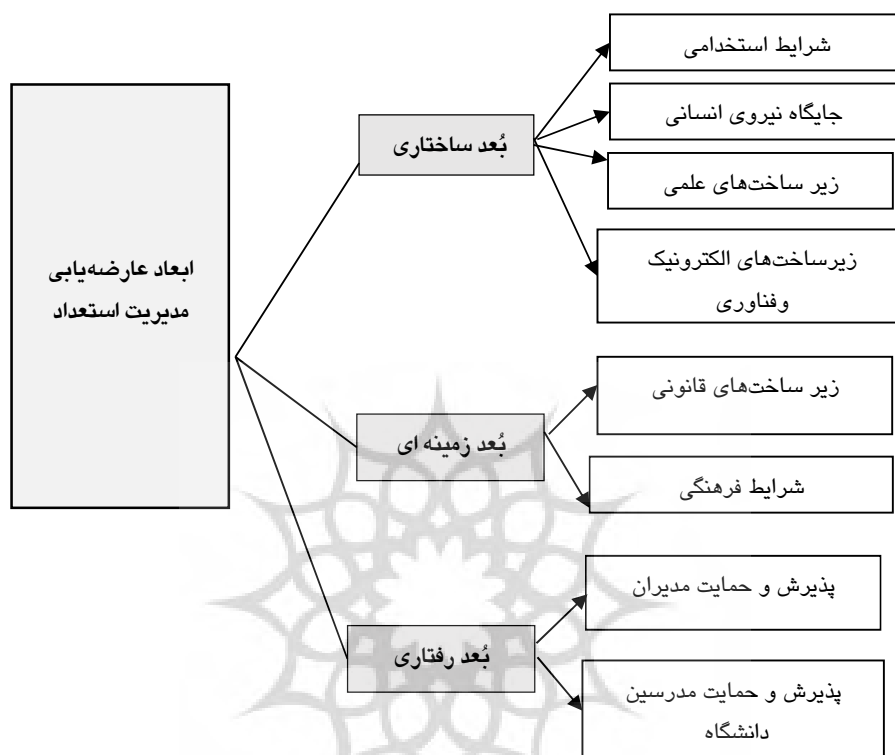 ابعاد عارضه‌یابی
مدیریت استعداد
بُعد ساختاری
شرایط استخدامی
جایگاه نیروی انسانی
زیر ساخت‌های علمی
زیرساخت‌های الکترونیک
وفناوری
بُعد زمینه ای
زیر ساخت‌های قانونی
شرایط فرهنگی
بُعد رفتاری
پذیرش و حمایت مدیران
پذیرش و حمایت مدرسین
دانشگاه